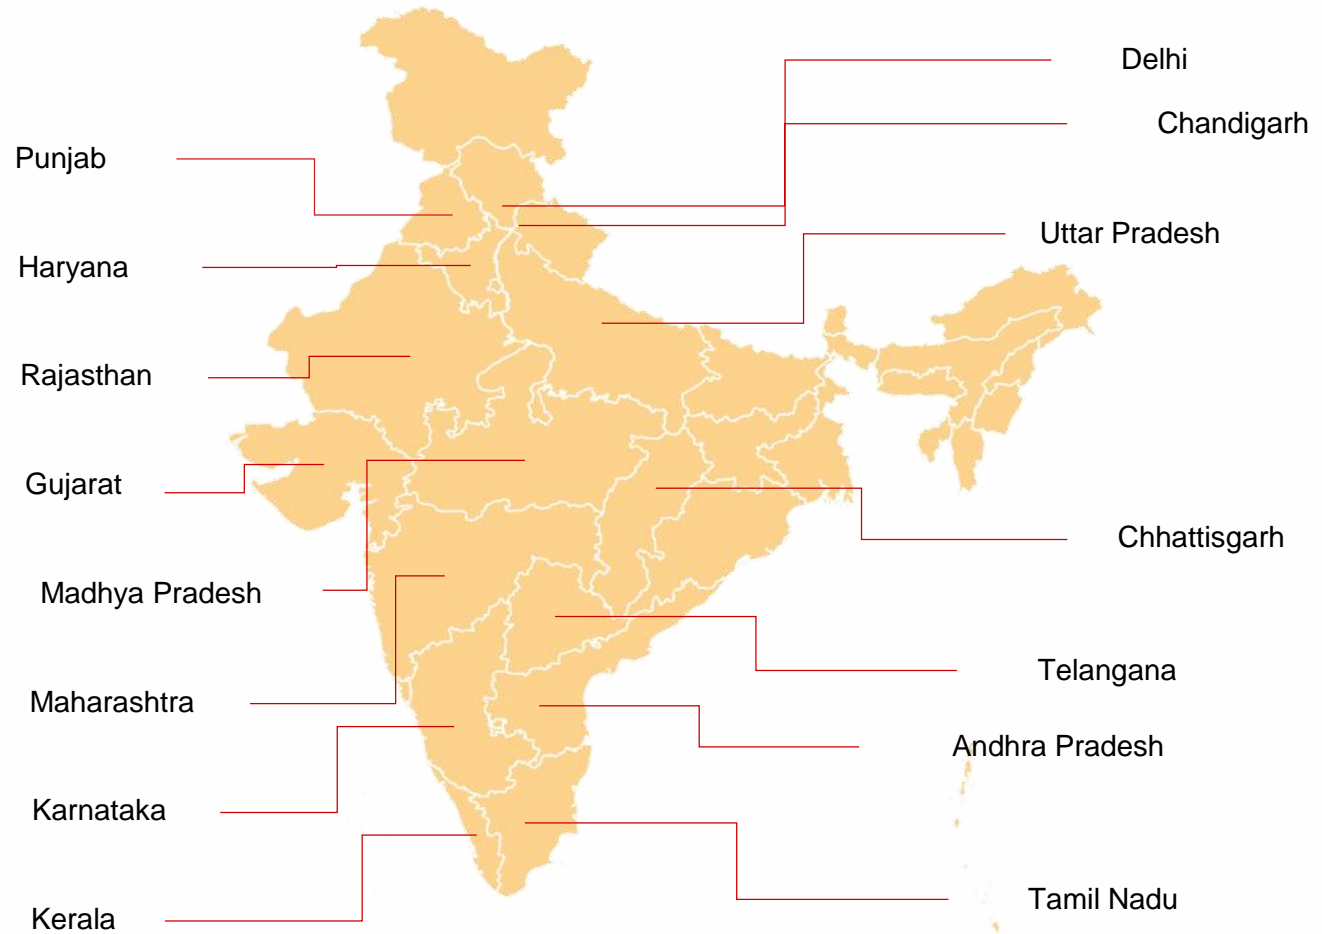 Delhi
Chandigarh
Punjab
Uttar Pradesh
Haryana
Rajasthan
Gujarat
Chhattisgarh
Madhya Pradesh
Telangana
Maharashtra
Andhra Pradesh
Karnataka
Tamil Nadu
Kerala